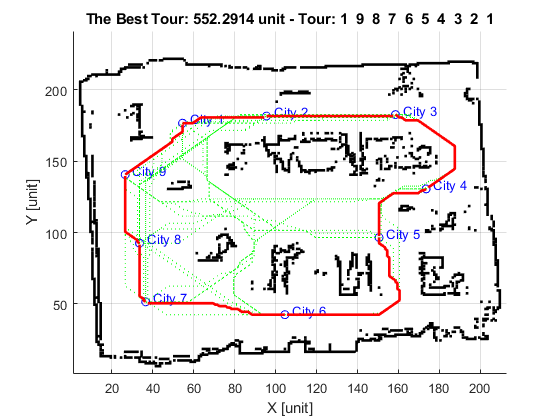 The Best Tour: 552.2914 unit - Tour: 1 9 8 7 6 5 4 3 2 1
200
150
100
50
Y [unit]
City 1
City 2
City 3
City 9
City 4
City 8
City 5
City 7
City 6
20 40 60 80 100 120 140 160 180 200
X [unit]